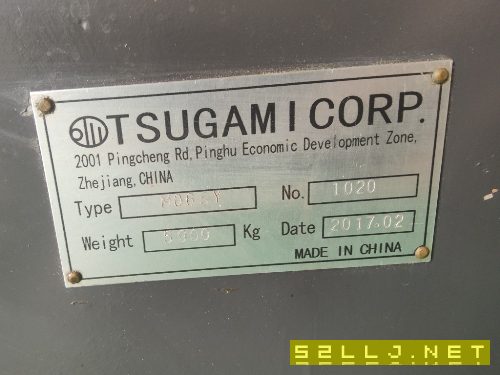 TSUGAMI CORP.
2001 Pingcheng Rd, Pinghu Economic Development Zone,
Zhejiang, CHINA
Type No. 1020
Weight Kg Date 2017.02
MADE IN CHINA
52LLJ.NET